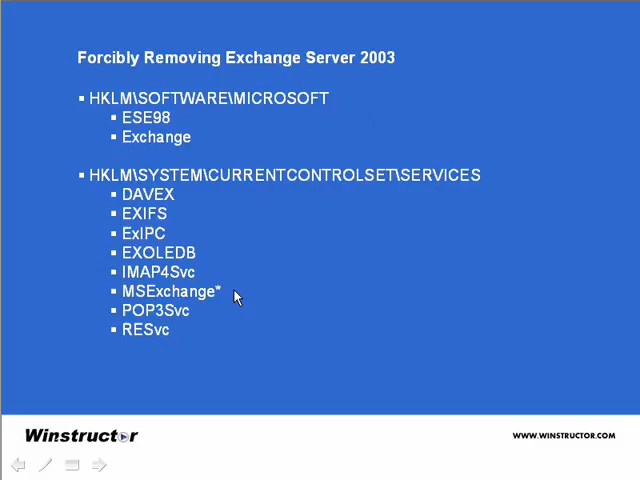 Forcibly Removing Exchange Server 2003
▪ HKLM\SOFTWARE\MICROSOFT
▪ ESE98
▪ Exchange
▪ HKLM\SYSTEM\CURRENTCONTROLSET\SERVICES
▪ DAVEX
▪ EXIFS
▪ ExIPC
▪ EXOLEDB
▪ IMAP4Svc
▪ MSExchange*
▪ POP3Svc
▪ RESvc
Winstructor
WWW.WINSTRUCTOR.COM